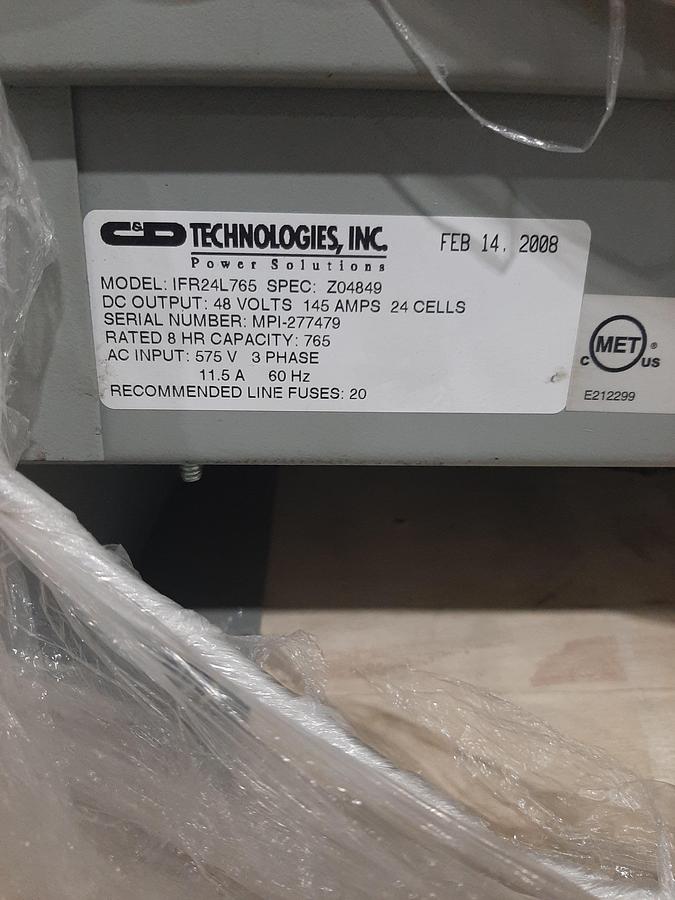 C&D TECHNOLOGIES, INC. FEB 14, 2008
Power Solutions
MODEL: IFR24L765 SPEC: Z04849
DC OUTPUT: 48 VOLTS 145 AMPS 24 CELLS
SERIAL NUMBER: MPI-277479
RATED 8 HR CAPACITY: 765
AC INPUT: 575 V 3 PHASE
11.5 A 60 Hz
RECOMMENDED LINE FUSES: 20
C MET ® US
E212299